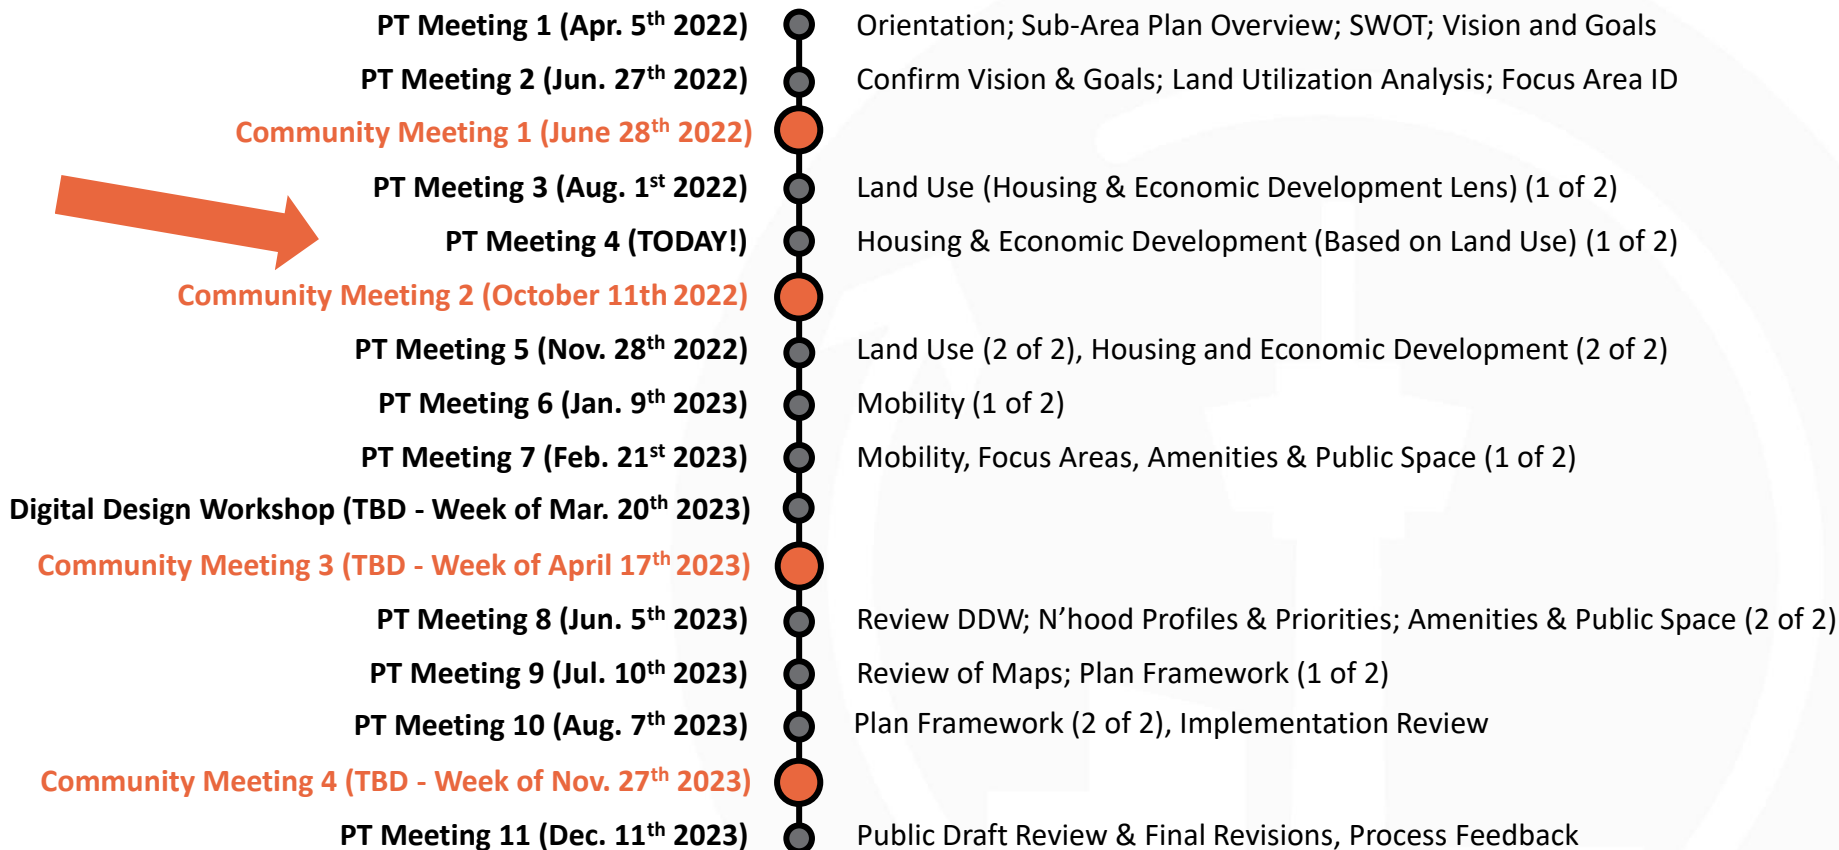 PT Meeting 1 (Apr. 5th 2022) Orientation; Sub-Area Plan Overview; SWOT; Vision and Goals
PT Meeting 2 (Jun. 27th 2022) Confirm Vision & Goals; Land Utilization Analysis; Focus Area ID
Community Meeting 1 (June 28th 2022)
PT Meeting 3 (Aug. 1st 2022) Land Use (Housing & Economic Development Lens) (1 of 2)
PT Meeting 4 (TODAY!) Housing & Economic Development (Based on Land Use) (1 of 2)
Community Meeting 2 (October 11th 2022)
PT Meeting 5 (Nov. 28th 2022) Land Use (2 of 2), Housing and Economic Development (2 of 2)
PT Meeting 6 (Jan. 9th 2023) Mobility (1 of 2)
PT Meeting 7 (Feb. 21st 2023) Mobility, Focus Areas, Amenities & Public Space (1 of 2)
Digital Design Workshop (TBD - Week of Mar. 20th 2023)
Community Meeting 3 (TBD - Week of April 17th 2023)
PT Meeting 8 (Jun. 5th 2023) Review DDW; N’hood Profiles & Priorities; Amenities & Public Space (2 of 2)
PT Meeting 9 (Jul. 10th 2023) Review of Maps; Plan Framework (1 of 2)
PT Meeting 10 (Aug. 7th 2023) Plan Framework (2 of 2), Implementation Review
Community Meeting 4 (TBD - Week of Nov. 27th 2023)
PT Meeting 11 (Dec. 11th 2023) Public Draft Review & Final Revisions, Process Feedback